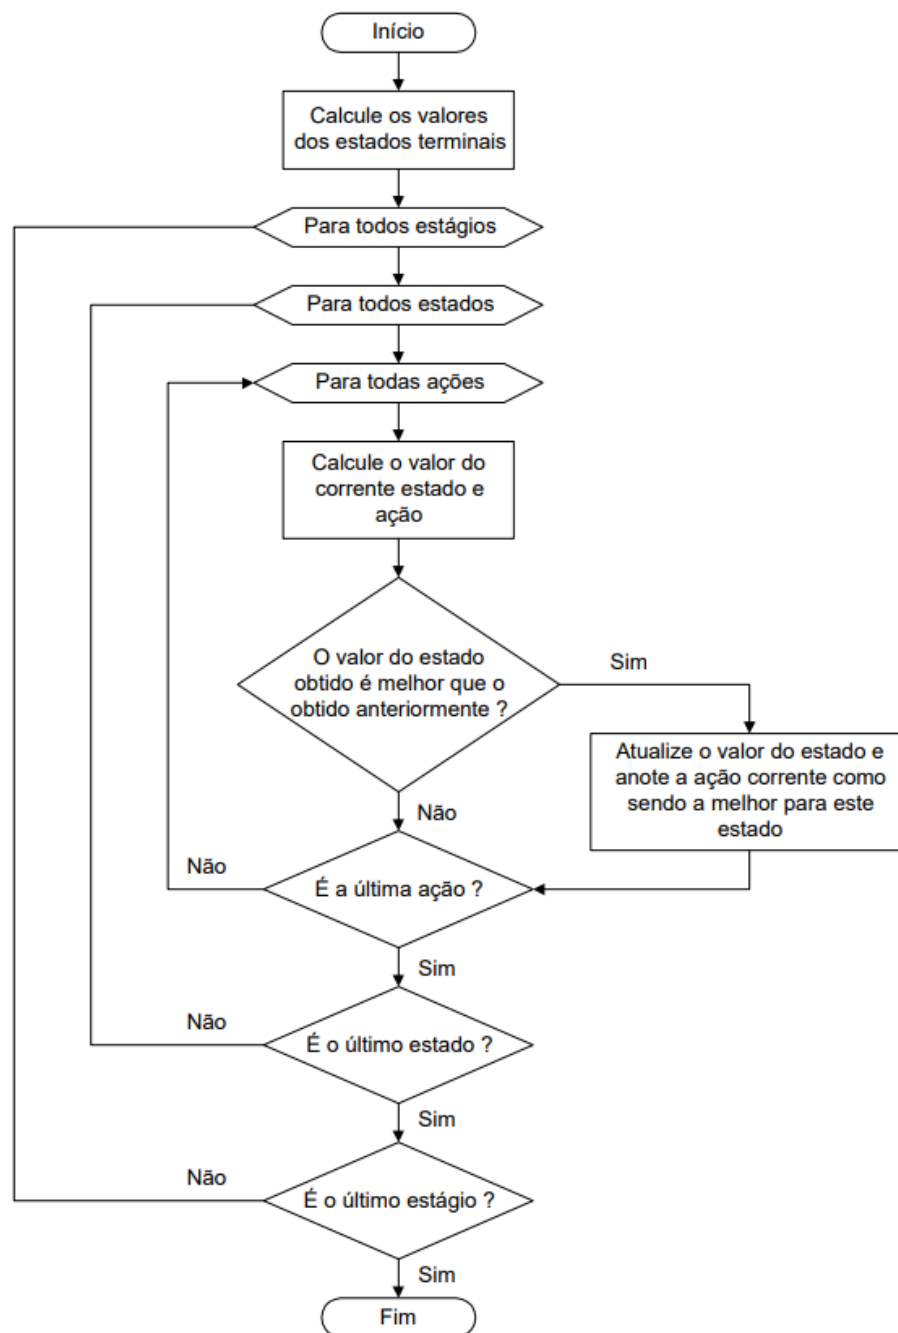 Início
Calcule os valores
dos estados terminais
Para todos estágios
Para todos estados
Para todas ações
Calcule o valor do
corrente estado e
ação
O valor do estado
obtido é melhor que o
obtido anteriormente ?
Sim
Atualize o valor do estado e
anote a ação corrente como
sendo a melhor para este
estado
Não
É a última ação ?
Não
Sim
É o último estado ?
Não
Sim
É o último estágio ?
Não
Sim
Fim